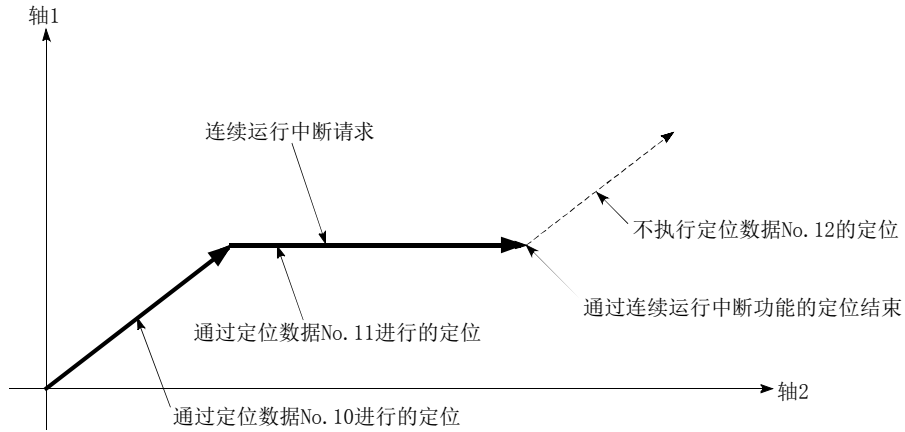 轴1
连续运行中断请求
不执行定位数据No.12的定位
通过连续运行中断功能的定位结束
通过定位数据No.11进行的定位
轴2
通过定位数据No.10进行的定位